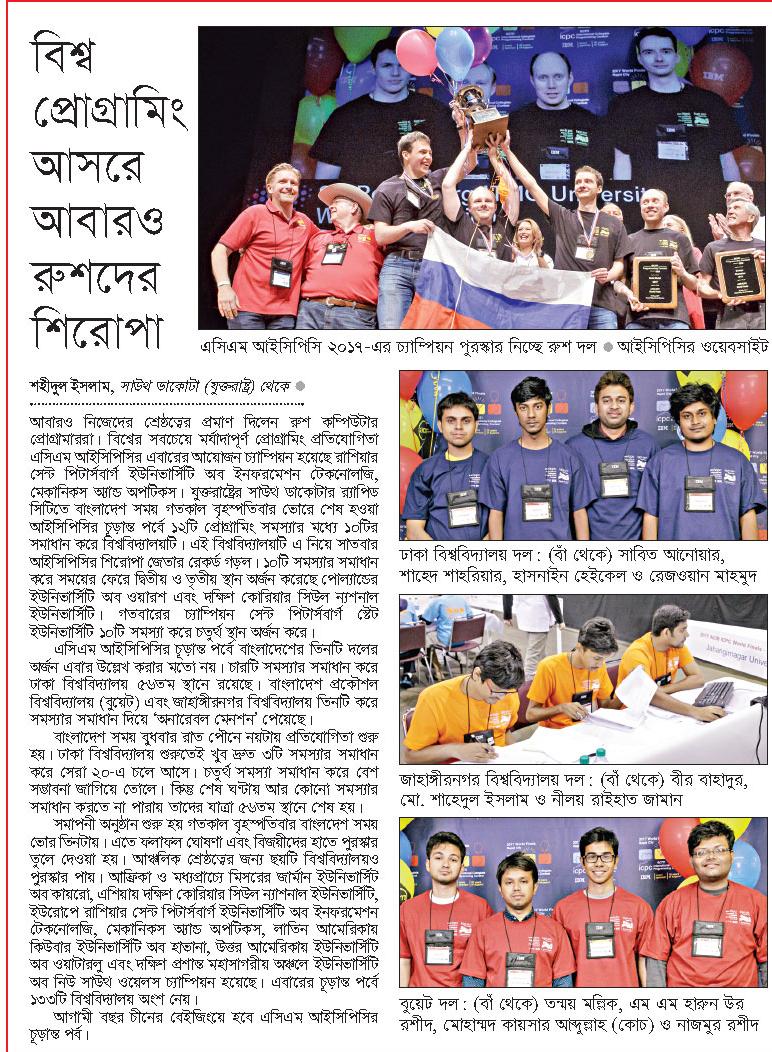 বিশ্ব
প্রোগ্রামিং
আসরে
আবারও
রুশদের
শিরোপা
এসিএম আইসিপিসি ২০১৭-এর চ্যাম্পিয়ন পুরস্কার নিচ্ছে রুশ দল ● আইসিপিসির ওয়েবসাইট
শহীদুল ইসলাম, সাউথ ডাকোটা (যুক্তরাষ্ট্র) থেকে ●
আবারও নিজেদের শ্রেষ্ঠত্বের প্রমাণ দিলেন রুশ কম্পিউটার
প্রোগ্রামাররা। বিশ্বের সবচেয়ে মর্যাদাপূর্ণ প্রোগ্রামিং প্রতিযোগিতা
এসিএম আইসিপিসির এবারের আয়োজন চ্যাম্পিয়ন হয়েছে রাশিয়ার
সেন্ট পিটার্সবার্গ ইউনিভার্সিটি অব ইনফরমেশন টেকনোলজি,
মেকানিকস অ্যান্ড অপটিকস। যুক্তরাষ্ট্রের সাউথ ডাকোটার র‍্যাপিড
সিটিতে বাংলাদেশ সময় গতকাল বৃহস্পতিবার ভোরে শেষ হওয়া
আইসিপিসির চূড়ান্ত পর্বে ১২টি প্রোগ্রামিং সমস্যার মধ্যে ১০টির
সমাধান করে বিশ্ববিদ্যালয়টি। এই বিশ্ববিদ্যালয়টি এ নিয়ে সাতবার
আইসিপিসির শিরোপা জেতার রেকর্ড গড়ল। ১০টি সমস্যার সমাধান
করে সময়ের ফেরে দ্বিতীয় ও তৃতীয় স্থান অর্জন করেছে পোল্যান্ডের
ইউনিভার্সিটি অব ওয়ারশ এবং দক্ষিণ কোরিয়ার সিউল ন্যাশনাল
ইউনিভার্সিটি। গতবারের চ্যাম্পিয়ন সেন্ট পিটার্সবার্গ স্টেট
ইউনিভার্সিটি ১০টি সমস্যা করে চতুর্থ স্থান অর্জন করে।
এসিএম আইসিপিসির চূড়ান্ত পর্বে বাংলাদেশের তিনটি দলের
অর্জন এবার উল্লেখ করার মতো নয়। চারটি সমস্যার সমাধান করে
ঢাকা বিশ্ববিদ্যালয় ৫৬তম স্থানে রয়েছে। বাংলাদেশ প্রকৌশল
বিশ্ববিদ্যালয় (বুয়েট) এবং জাহাঙ্গীরনগর বিশ্ববিদ্যালয় তিনটি করে
সমস্যার সমাধান দিয়ে ‘অনারেবল মেনশন’ পেয়েছে।
বাংলাদেশ সময় বুধবার রাত পৌনে নয়টায় প্রতিযোগিতা শুরু
হয়। ঢাকা বিশ্ববিদ্যালয় শুরুতেই খুব দ্রুত ৩টি সমস্যার সমাধান
করে সেরা ২০-এ চলে আসে। চতুর্থ সমস্যা সমাধান করে বেশ
সম্ভাবনা জাগিয়ে তোলে। কিন্তু শেষ ঘণ্টায় আর কোনো সমস্যার
সমাধান করতে না পারায় তাদের যাত্রা ৫৬তম স্থানে শেষ হয়।
সমাপনী অনুষ্ঠান শুরু হয় গতকাল বৃহস্পতিবার বাংলাদেশ সময়
ভোর তিনটায়। এতে ফলাফল ঘোষণা এবং বিজয়ীদের হাতে পুরস্কার
তুলে দেওয়া হয়। আঞ্চলিক শ্রেষ্ঠত্বের জন্য ছয়টি বিশ্ববিদ্যালয়ও
পুরস্কার পায়। আফ্রিকা ও মধ্যপ্রাচ্যে মিসরের জার্মান ইউনিভার্সিটি
অব কায়রো, এশিয়ায় দক্ষিণ কোরিয়ার সিউল ন্যাশনাল ইউনিভার্সিটি,
ইউরোপে রাশিয়ার সেন্ট পিটার্সবার্গ ইউনিভার্সিটি অব ইনফরমেশন
টেকনোলজি, মেকানিকস অ্যান্ড অপটিকস, লাতিন আমেরিকায়
কিউবার ইউনিভার্সিটি অব হাভানা, উত্তর আমেরিকায় ইউনিভার্সিটি
অব ওয়াটারলু এবং দক্ষিণ প্রশান্ত মহাসাগরীয় অঞ্চলে ইউনিভার্সিটি
অব নিউ সাউথ ওয়েলস চ্যাম্পিয়ন হয়েছে। এবারের চূড়ান্ত পর্বে
১৩৩টি বিশ্ববিদ্যালয় অংশ নেয়।
আগামী বছর চীনের বেইজিংয়ে হবে এসিএম আইসিপিসির
চূড়ান্ত পর্ব।
ঢাকা বিশ্ববিদ্যালয় দল : (বাঁ থেকে) সাবিত আনোয়ার,
শাহেদ শাহরিয়ার, হাসনাইন হেইকেল ও রেজওয়ান মাহমুদ
জাহাঙ্গীরনগর বিশ্ববিদ্যালয় দল : (বাঁ থেকে) বীর বাহাদুর,
মো. শাহেদুল ইসলাম ও নীলয় রাইহাত জামান
বুয়েট দল : (বাঁ থেকে) তন্ময় মল্লিক, এম এম হারুন উর
রশীদ, মোহাম্মদ কায়সার আব্দুল্লাহ (কোচ) ও নাজমুর রশীদ